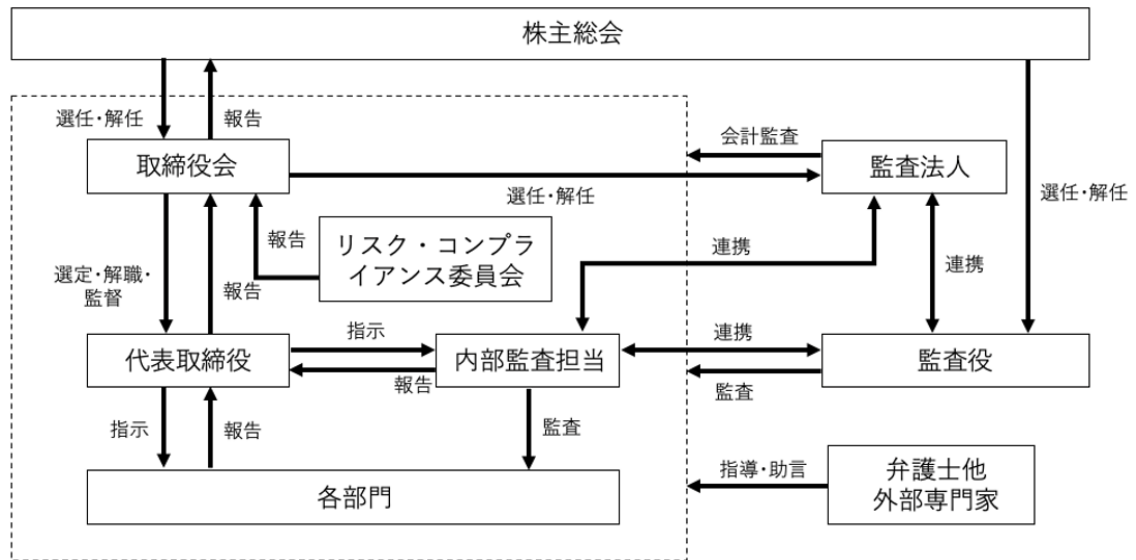 株主総会
選任・解任
報告
会計監査
取締役会
監査法人
選任・解任
選任・解任
報告
リスク・コンプラ
イアンス委員会
連携
連携
選定・解職・
監督
報告
指示
連携
代表取締役
内部監査担当
監査役
報告
監査
指示
報告
監査
指導・助言
弁護士他
外部専門家
各部門